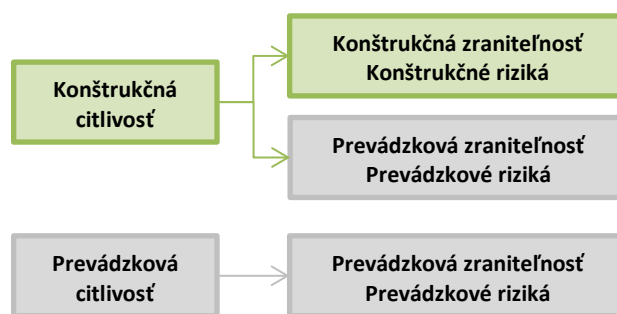 Konštrukčná zraniteľnosť
Konštrukčné riziká
Konštrukčná
citlivosť
Prevádzková zraniteľnosť
Prevádzkové riziká
Prevádzková
citlivosť
Prevádzková zraniteľnosť
Prevádzkové riziká